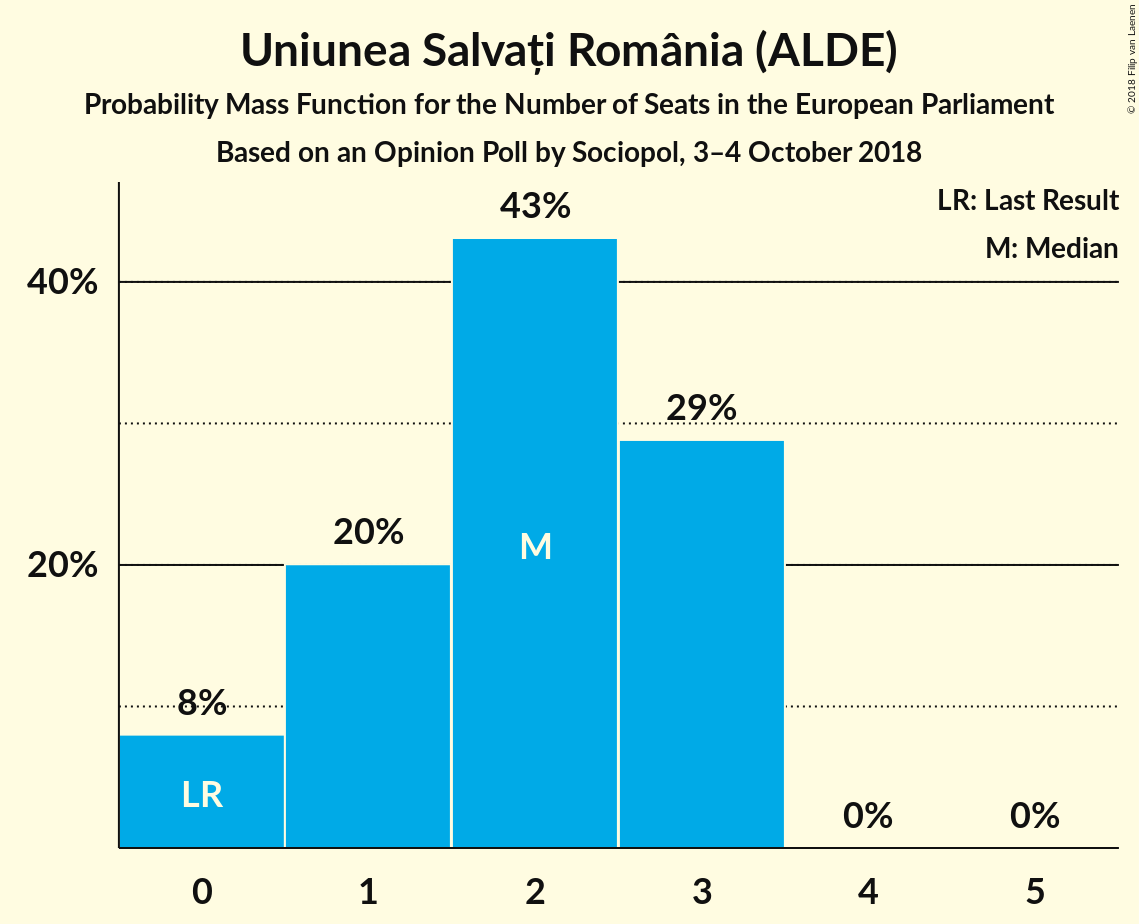 Uniunea Salvați România (ALDE)
Probability Mass Function for the Number of Seats in the European Parliament
Based on an Opinion Poll by Sociopol, 3–4 October 2018
© 2018 Filip van Laenen
LR: Last Result
M: Median
43%
40%
29%
20%
M
20%
8%
LR
0%
0%
0
1
2
3
4
5